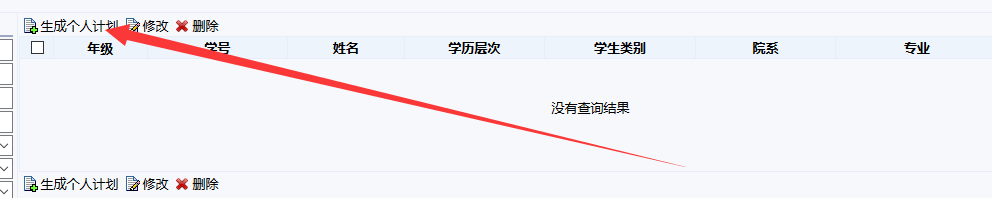 生成个人计划 修改 删除
年级 学号 姓名 学历层次 学生类别 院系 专业
没有查询结果
生成个人计划 修改 删除